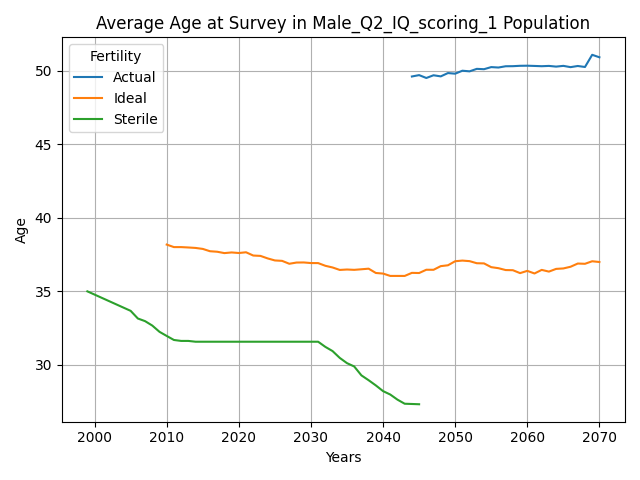 Average Age at Survey in Male_Q2_IQ_scoring_1 Population
Fertility
Actual
Ideal
Sterile
Age
50
45
40
35
30
2000 2010 2020 2030 2040 2050 2060 2070
Years